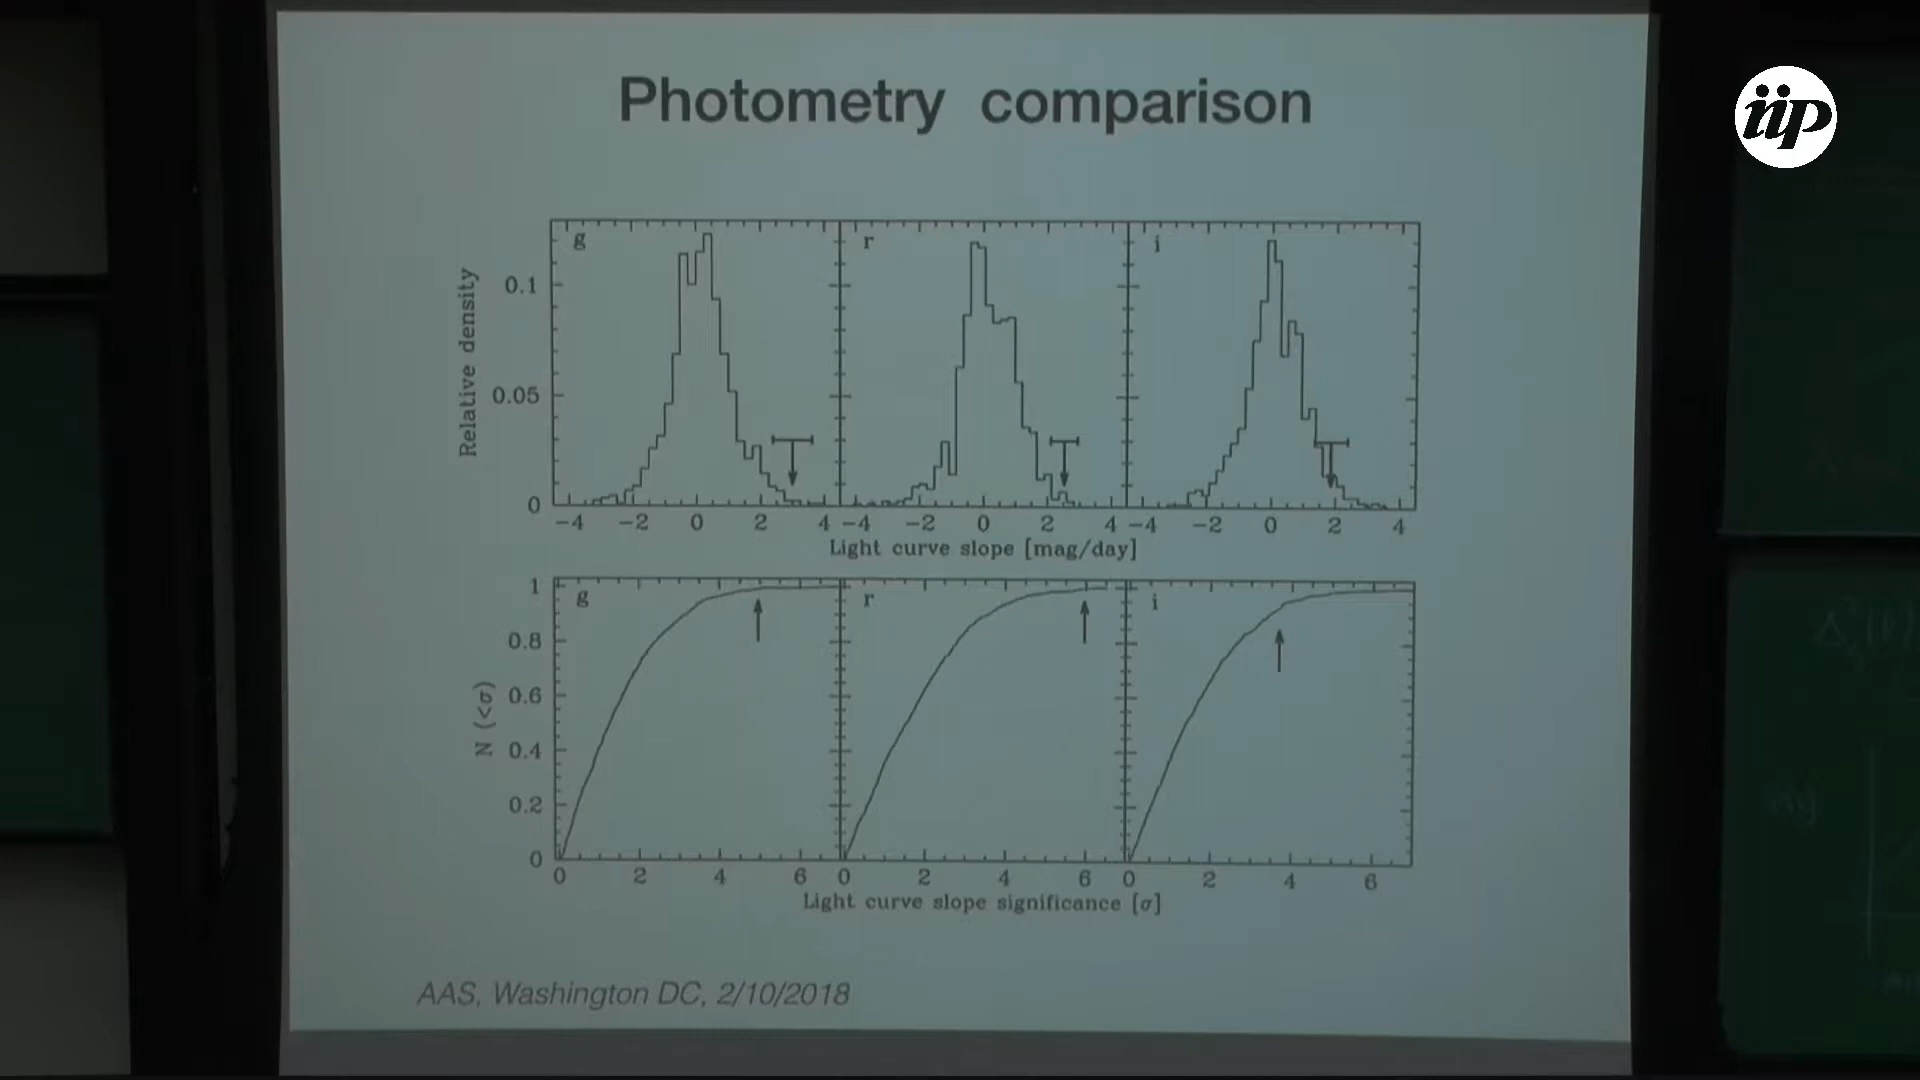 Photometry comparison
iip
g r i
Relative density
0.1
0.05
0
−4 −2 0 2 4 −4 −2 0 2 4 −4 −2 0 2 4
Light curve slope [mag/day]
g r i
N (<σ)
1
0.8
0.6
0.4
0.2
0
0 2 4 6 0 2 4 6 0 2 4 6
Light curve slope significance [σ]
AAS, Washington DC, 2/10/2018